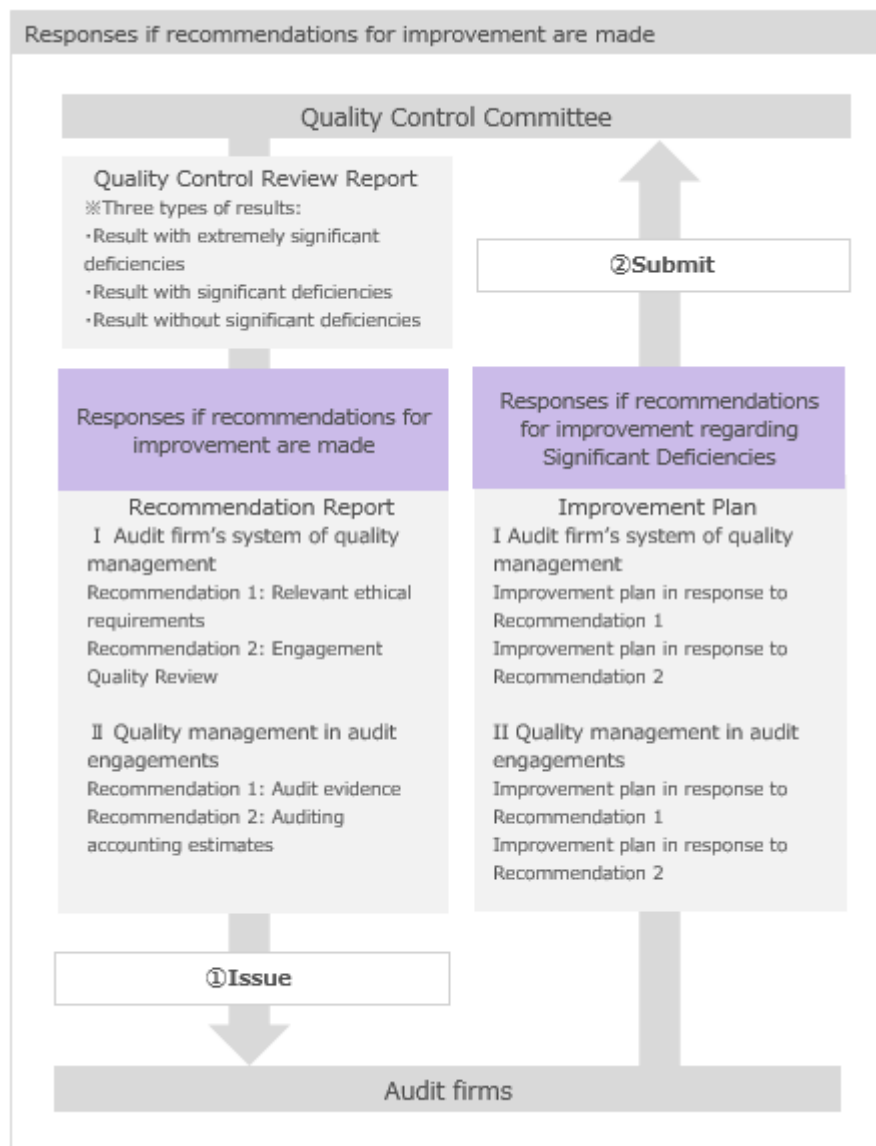 Responses if recommendations for improvement are made
Quality Control Committee
Quality Control Review Report
※Three types of results:
・Result with extremely significant
deficiencies
・Result with significant deficiencies
・Result without significant deficiencies
Responses if recommendations for
improvement are made
Recommendation Report
Ⅰ Audit firm’s system of quality
management
Recommendation 1: Relevant ethical
requirements
Recommendation 2: Engagement
Quality Review
Ⅱ Quality management in audit
engagements
Recommendation 1: Audit evidence
Recommendation 2: Auditing
accounting estimates
①Issue
②Submit
Responses if recommendations
for improvement regarding
Significant Deficiencies
Improvement Plan
I Audit firm’s system of quality
management
Improvement plan in response to
Recommendation 1
Improvement plan in response to
Recommendation 2
II Quality management in audit
engagements
Improvement plan in response to
Recommendation 1
Improvement plan in response to
Recommendation 2
Audit firms